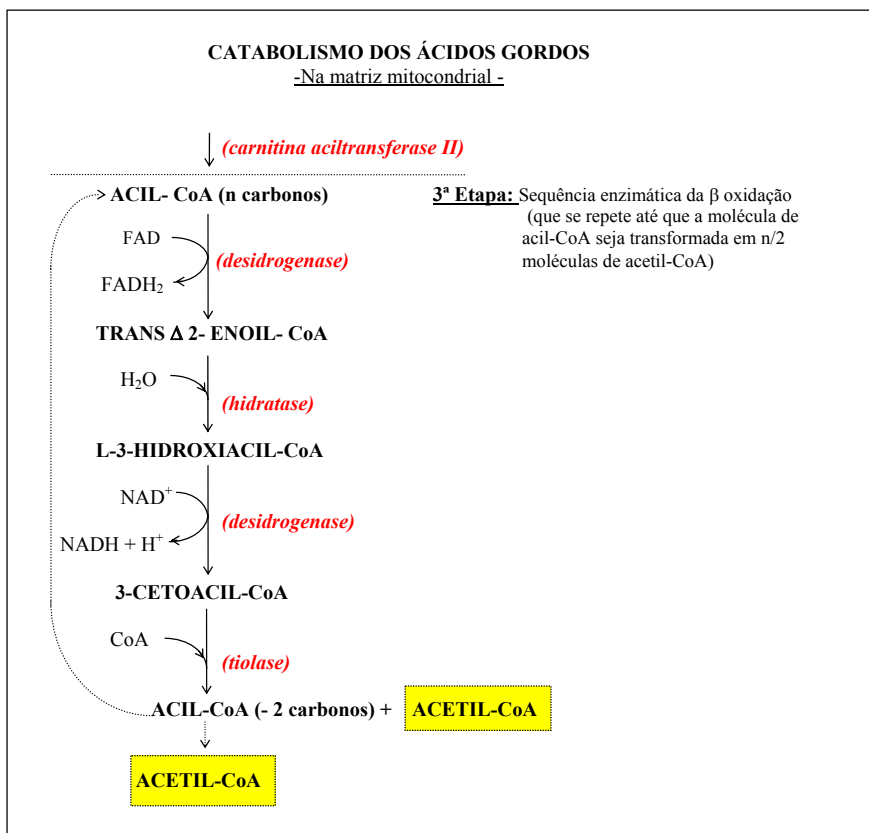 CATABOLISMO DOS ÁCIDOS GORDOS
-Na matriz mitocondrial -
(carnitina aciltransferase II)
ACIL- CoA (n carbonos)
3ª Etapa: Sequência enzimática da β oxidação
(que se repete até que a molécula de
acil-CoA seja transformada em n/2
moléculas de acetil-CoA)
FAD
(desidrogenase)
FADH₂
TRANS Δ 2- ENOIL- CoA
H₂O
(hidratase)
L-3-HIDROXIACIL-CoA
NAD⁺
(desidrogenase)
NADH + H⁺
3-CETOACIL-CoA
CoA
(tiolase)
ACIL-CoA (- 2 carbonos) + ACETIL-CoA
ACETIL-CoA